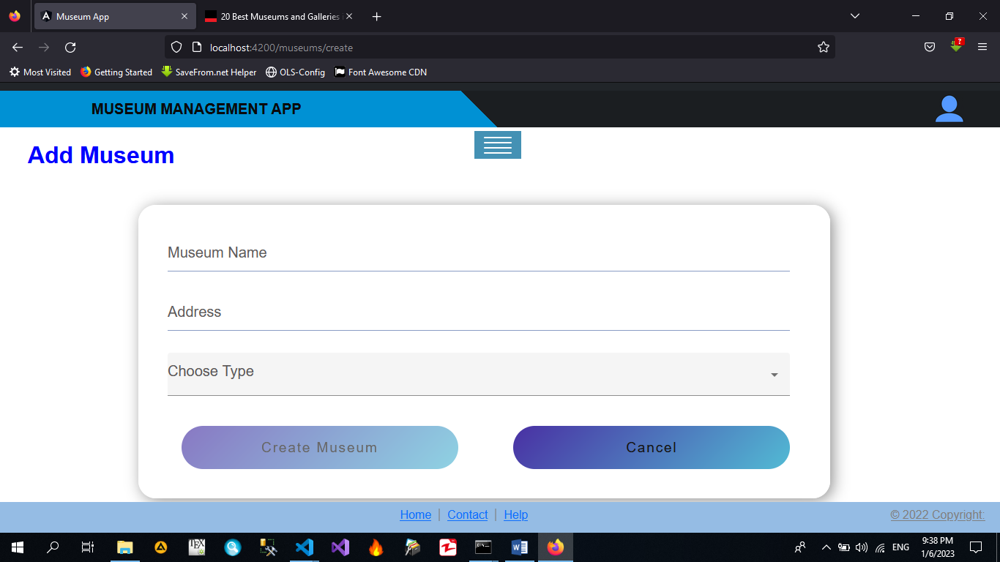 Museum App
20 Best Museums and Galleries
localhost:4200/museums/create
?
Most Visited
Getting Started
SaveFrom.net Helper
OLS-Config
Font Awesome CDN
MUSEUM MANAGEMENT APP
Add Museum
Museum Name
Address
Choose Type
Create Museum
Cancel
Home | Contact | Help
© 2022 Copyright:
TEX
ENG
9:38 PM
1/6/2023